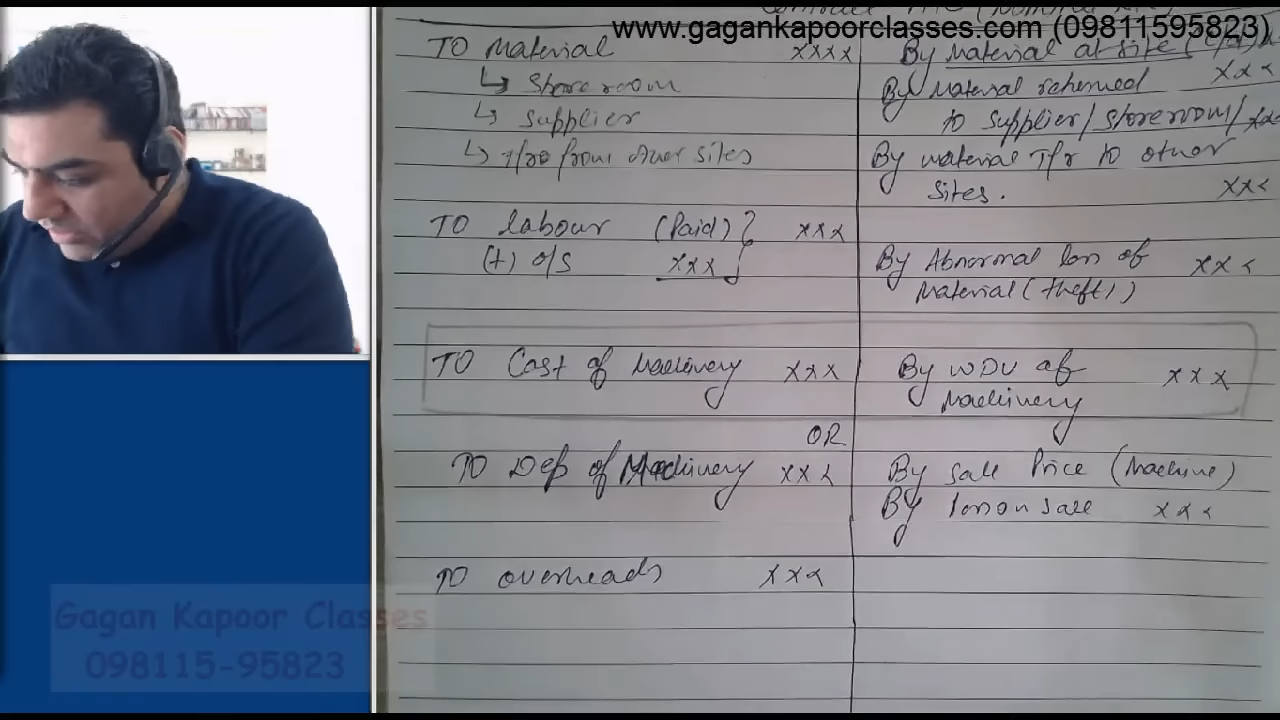 www.gagankapoorclasses.com (09811595823)
TO Material xxxx
↳ Store room
↳ Supplier
↳ Tfr from other sites
TO labour (Paid) xxx
(+) o/s xxx
TO Cost of Machinery xxx
OR
TO Dep of Machinery xxx
TO overheads xxx
By Material at site (c/d)
xxx
By Material returned
to supplier/storeroom/ xxx
By material Tfr to other
sites. xxx
By Abnormal loss of xxx
Material (theft)
By WDV of xxx
Machinery
By sale Price (Machine)
By loss on sale xxx
Gagan Kapoor Classes
098115-95823